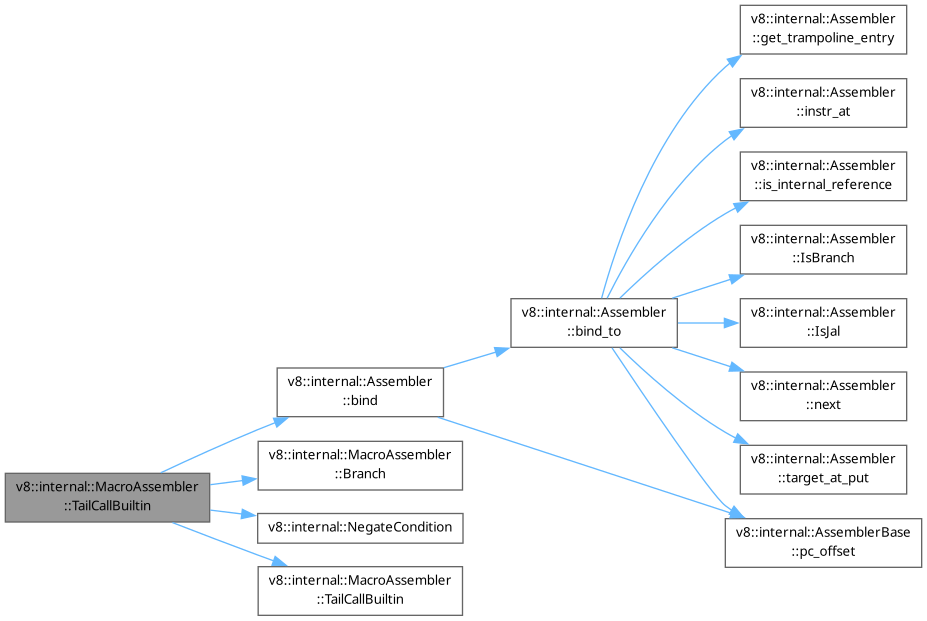 v8::internal::MacroAssembler
::TailCallBuiltin
v8::internal::Assembler
::bind
v8::internal::MacroAssembler
::Branch
v8::internal::NegateCondition
v8::internal::MacroAssembler
::TailCallBuiltin
v8::internal::Assembler
::bind_to
v8::internal::Assembler
::get_trampoline_entry
v8::internal::Assembler
::instr_at
v8::internal::Assembler
::is_internal_reference
v8::internal::Assembler
::IsBranch
v8::internal::Assembler
::IsJal
v8::internal::Assembler
::next
v8::internal::Assembler
::target_at_put
v8::internal::AssemblerBase
::pc_offset